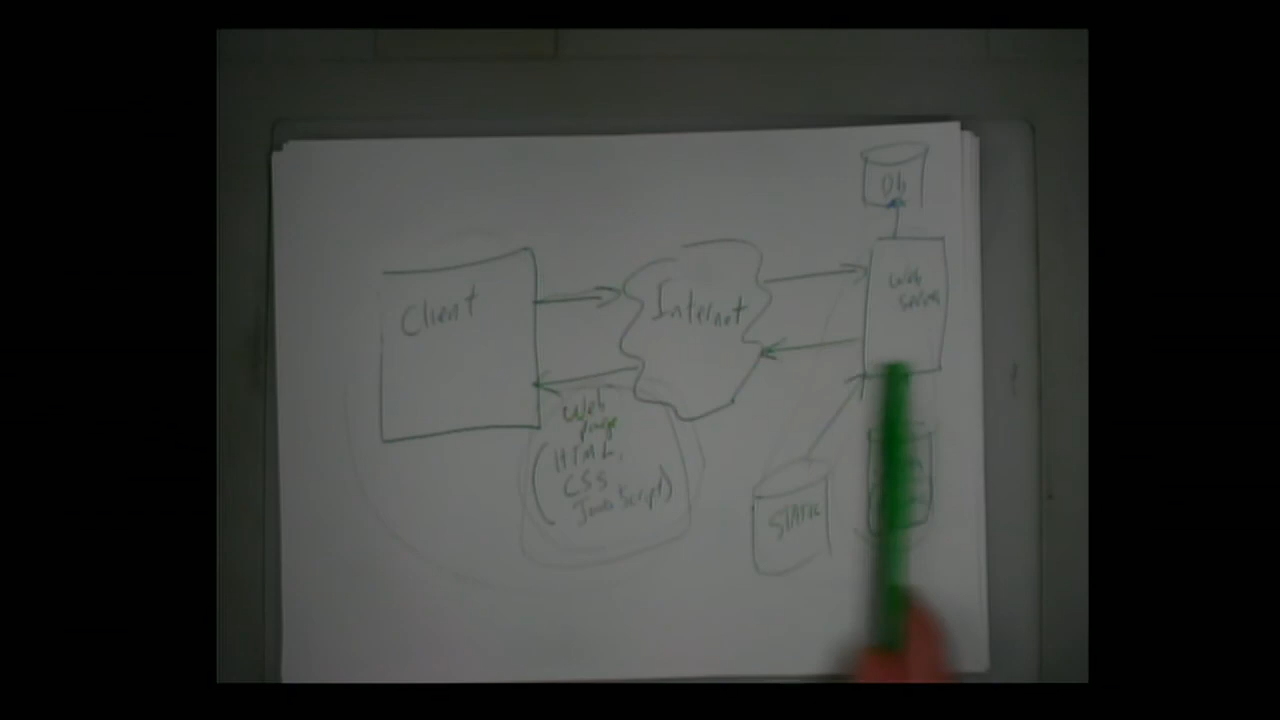 Db
Client
Internet
Web
Server
Web
page
(HTML,
CSS
JavaScript)
STATIC